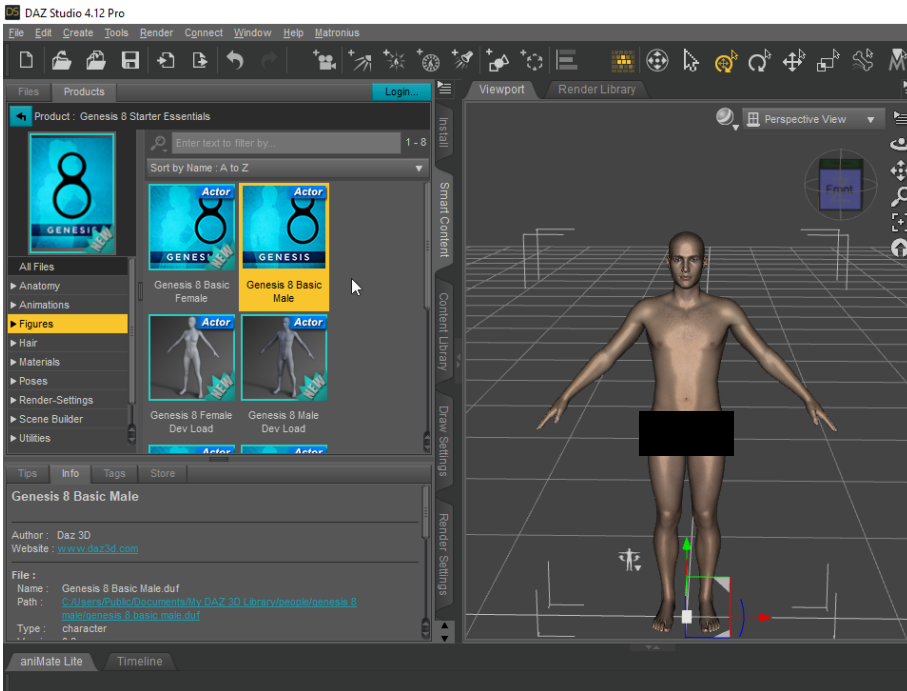 DS DAZ Studio 4.12 Pro
File Edit Create Tools Render Connect Window Help Matronius
Files Products Login...
Product : Genesis 8 Starter Essentials
Enter text to filter by... 1 - 8
Sort by Name : A to Z
8
GENESIS
NEW
All Files
Anatomy
Animations
Figures
Hair
Materials
Poses
Render-Settings
Scene Builder
Utilities
Actor
8
GENESIS
NEW
Genesis 8 Basic
Female
Actor
8
GENESIS
Genesis 8 Basic
Male
Actor
NEW
Genesis 8 Female
Dev Load
Actor
NEW
Genesis 8 Male
Dev Load
Actor
Actor
Install
Smart Content
Content Library
Draw Settings
Render Settings
Viewport Render Library
Perspective View
Front
Tips Info Tags Store
Genesis 8 Basic Male
Author : Daz 3D
Website : www.daz3d.com
File :
Name : Genesis 8 Basic Male.duf
Path : C:/Users/Public/Documents/My DAZ 3D Library/people/genesis 8
male/genesis 8 basic male.duf
Type : character
aniMate Lite Timeline